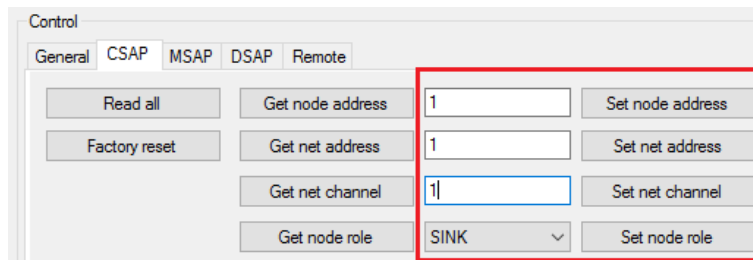 Control
General CSAP MSAP DSAP Remote
Read all Get node address 1 Set node address
Factory reset Get net address 1 Set net address
Get net channel 1 Set net channel
Get node role SINK Set node role